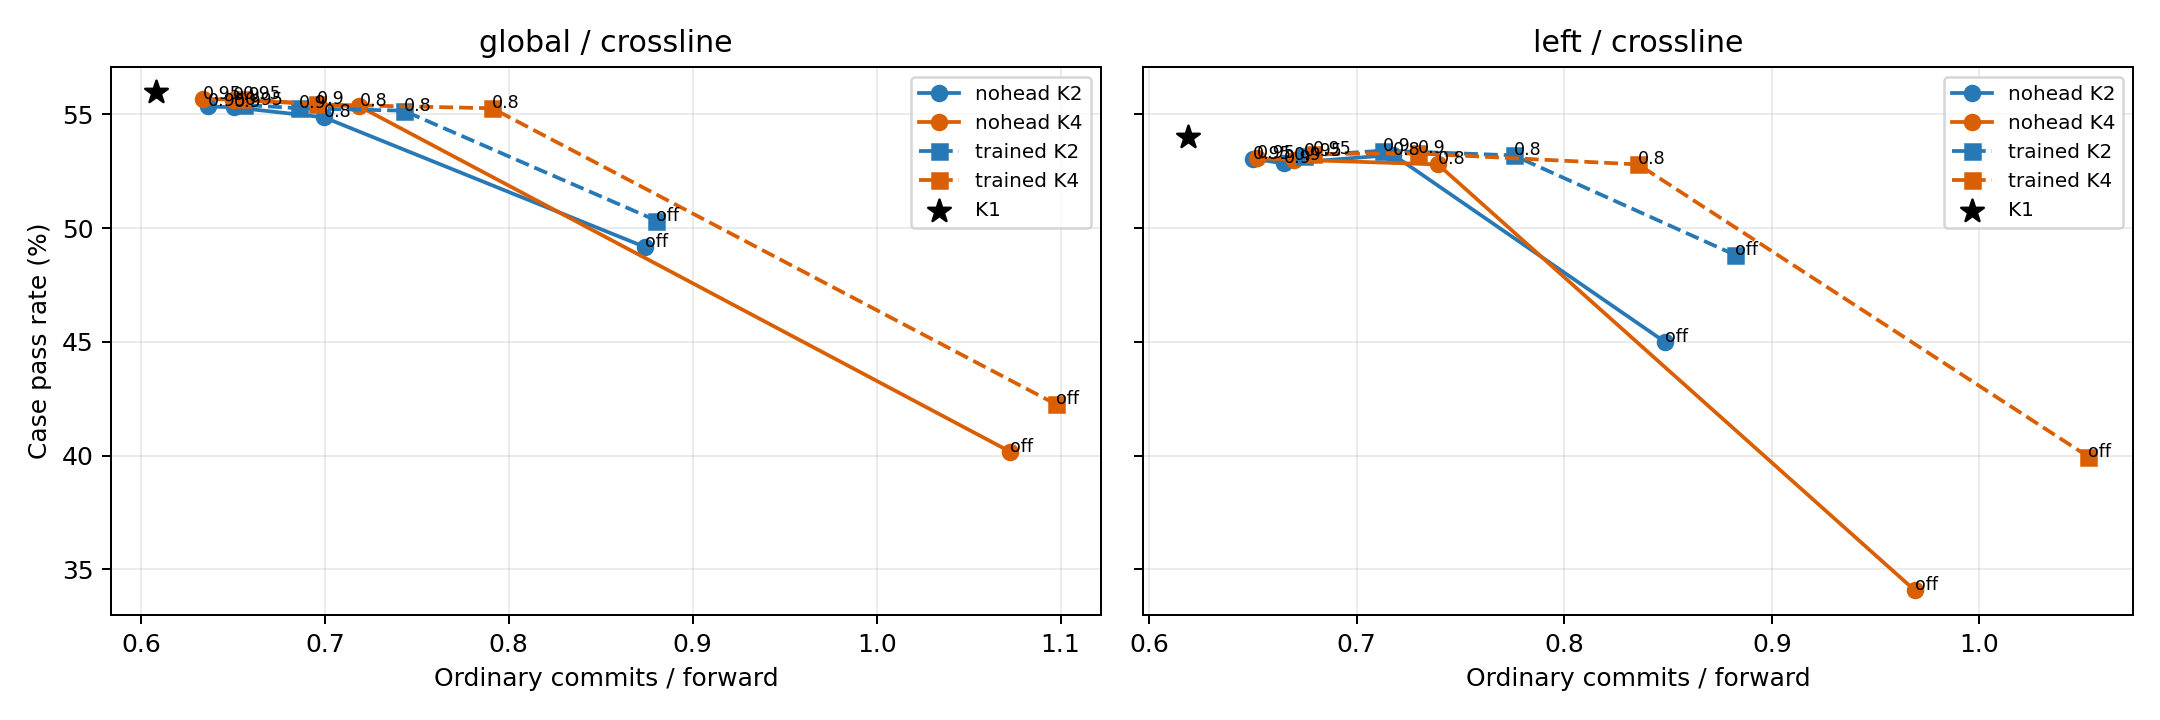 global / crossline
left / crossline
Case pass rate (%)
55
50
45
40
35
0.9
0.8
0.8
0.8
0.8
off
off
off
off
nohead K2
nohead K4
trained K2
trained K4
K1
0.6
0.7
0.8
0.9
1.0
1.1
Ordinary commits / forward
0.9
0.8
0.8
0.8
0.8
off
off
off
off
nohead K2
nohead K4
trained K2
trained K4
K1
0.6
0.7
0.8
0.9
1.0
Ordinary commits / forward